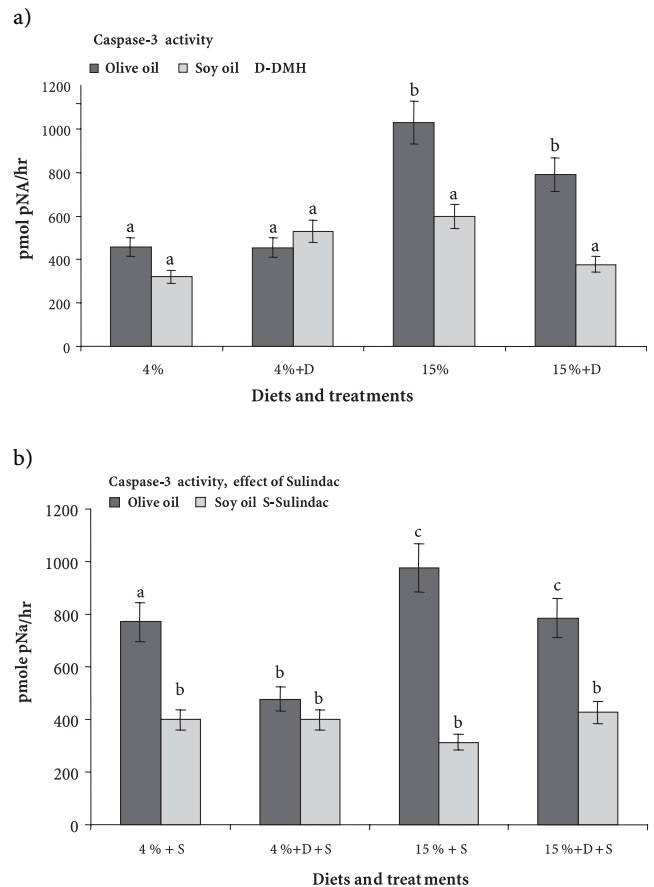 a)
Caspase-3 activity
Olive oil Soy oil D-DMH
1200
1000
800
600
400
200
0
pmol pNA/hr
a a a a b a b a
4% 4%+D 15% 15%+D
Diets and treatments
b)
Caspase-3 activity, effect of Sulindac
Olive oil Soy oil S-Sulindac
1200
1000
800
600
400
200
0
pmole pNa/hr
a b b b c b c b
4 % + S 4 %+D + S 15 % + S 15 %+D + S
Diets and treatments